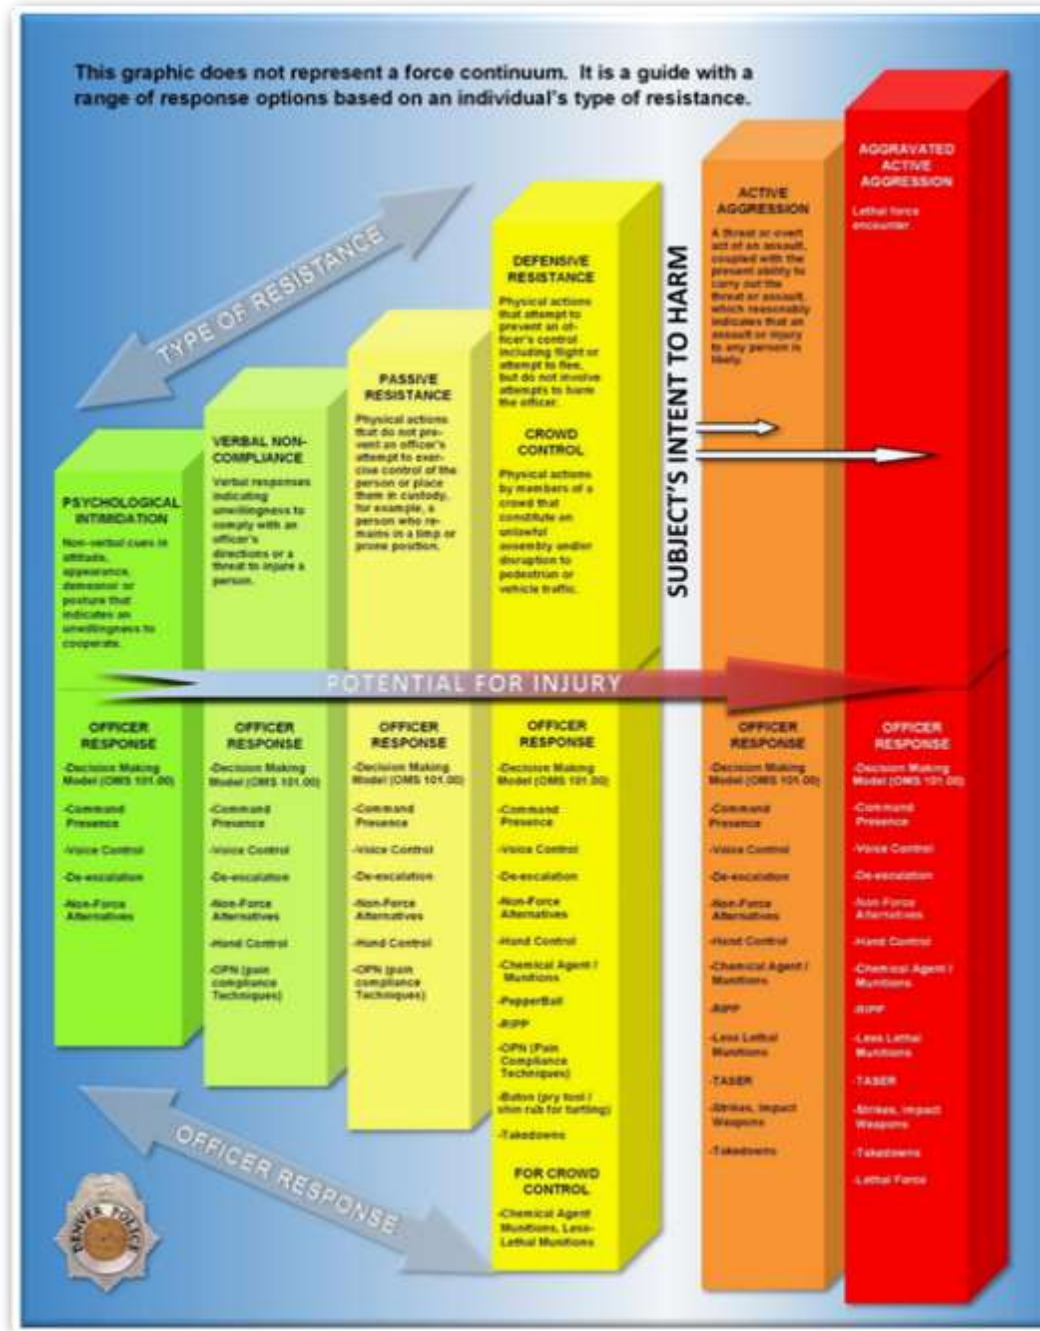 This graphic does not represent a force continuum. It is a guide with a
range of response options based on an individual's type of resistance.
TYPE OF RESISTANCE
PSYCHOLOGICAL
INTIMIDATION
Non-verbal cues in
attitude,
appearance,
demeanor or
posture that
indicates an
unwillingness to
cooperate.
VERBAL NON-
COMPLIANCE
Verbal responses
indicating
unwillingness to
comply with an
officer's
directions or a
threat to injure a
person.
PASSIVE
RESISTANCE
Physical actions
that do not pre-
vent an officer's
attempt to exer-
cise control of the
person or place
them in custody,
for example, a
person who re-
mains in a limp or
prone position.
DEFENSIVE
RESISTANCE
Physical actions
that attempt to
prevent an of-
ficer's control
including flight or
attempt to flee,
but do not involve
attempts to harm
the officer.
CROWD
CONTROL
Physical actions
by members of a
crowd that
constitute an
unlawful
assembly and/or
disruption to
pedestrian or
vehicle traffic.
SUBJECT'S INTENT TO HARM
ACTIVE
AGGRESSION
A threat or overt
act of an assault,
coupled with the
present ability to
carry out the
threat or assault,
which reasonably
indicates that an
assault or injury
to any person is
likely.
AGGRAVATED
ACTIVE
AGGRESSION
Lethal force
encounter.
POTENTIAL FOR INJURY
OFFICER
RESPONSE
-Decision Making
Model (OMS 101.00)
-Command
Presence
-Voice Control
-De-escalation
-Non-Force
Alternatives
OFFICER
RESPONSE
-Decision Making
Model (OMS 101.00)
-Command
Presence
-Voice Control
-De-escalation
-Non-Force
Alternatives
-Hand Control
-OPN (pain
compliance
Techniques)
OFFICER
RESPONSE
-Decision Making
Model (OMS 101.00)
-Command
Presence
-Voice Control
-De-escalation
-Non-Force
Alternatives
-Hand Control
-OPN (pain
compliance
Techniques)
OFFICER
RESPONSE
-Decision Making
Model (OMS 101.00)
-Command
Presence
-Voice Control
-De-escalation
-Non-Force
Alternatives
-Hand Control
-Chemical Agent /
Munitions
-PepperBall
-RIPP
-OPN (Pain
Compliance
Techniques)
-Baton (pry tool /
shin rub for turtling)
-Takedowns
FOR CROWD
CONTROL
-Chemical Agent
Munitions, Less-
Lethal Munitions
OFFICER
RESPONSE
-Decision Making
Model (OMS 101.00)
-Command
Presence
-Voice Control
-De-escalation
-Non-Force
Alternatives
-Hand Control
-Chemical Agent /
Munitions
-RIPP
-Less Lethal
Munitions
-TASER
-Strikes, Impact
Weapons
-Takedowns
OFFICER
RESPONSE
-Decision Making
Model (OMS 101.00)
-Command
Presence
-Voice Control
-De-escalation
-Non-Force
Alternatives
-Hand Control
-Chemical Agent /
Munitions
-RIPP
-Less Lethal
Munitions
-TASER
-Strikes, Impact
Weapons
-Takedowns
-Lethal Force
OFFICER RESPONSE
DENVER POLICE